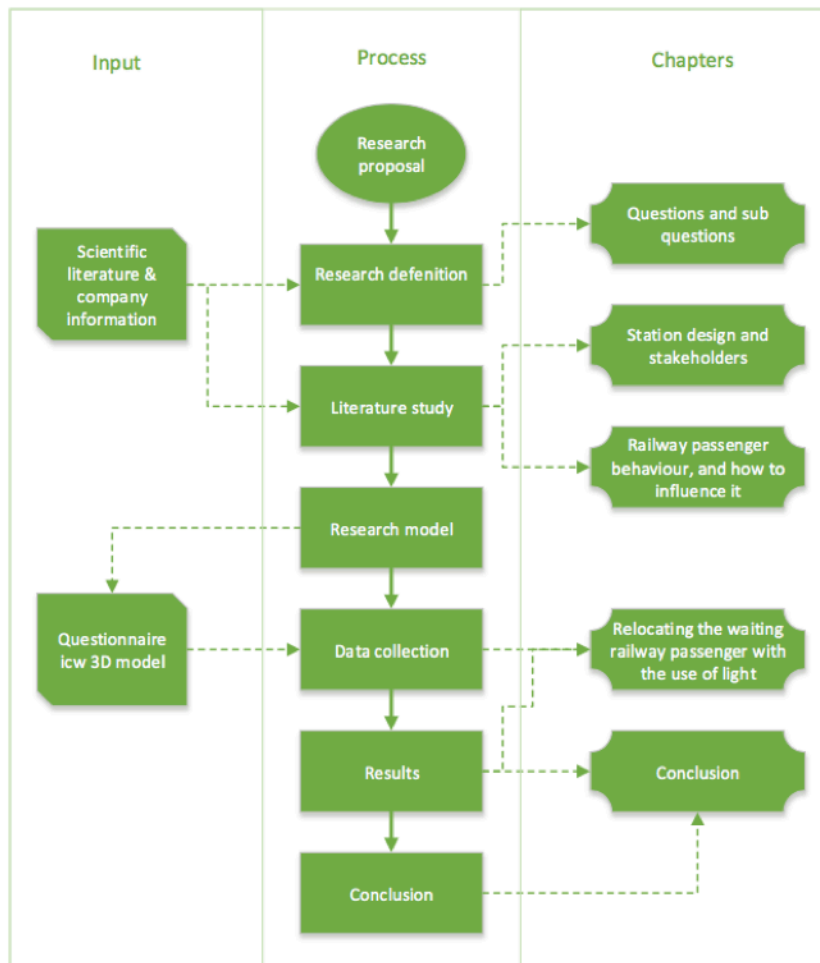 Input
Process
Chapters
Research
proposal
Questions and sub
questions
Scientific
literature &
company
information
Research defenition
Station design and
stakeholders
Literature study
Railway passenger
behaviour, and how to
influence it
Research model
Questionnaire
icw 3D model
Data collection
Relocating the waiting
railway passenger with
the use of light
Results
Conclusion
Conclusion